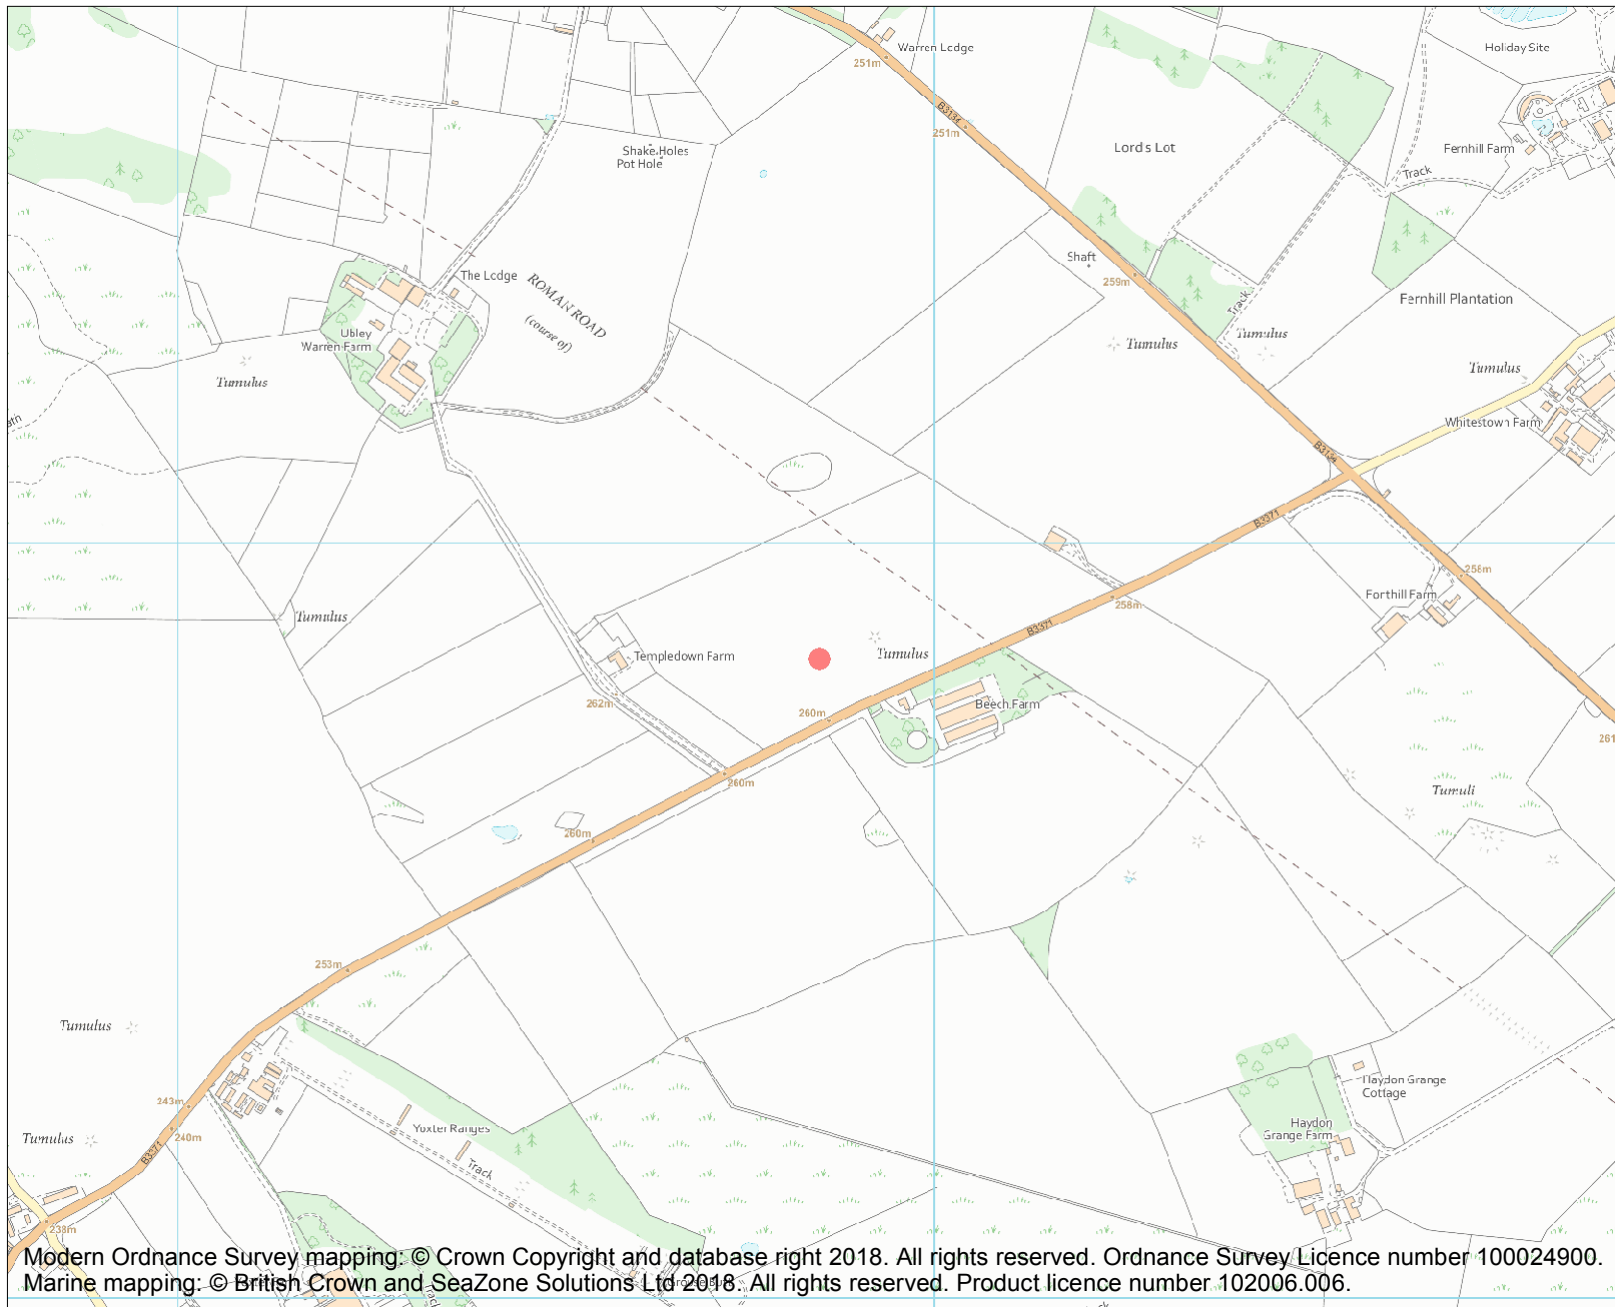 Warren Lodge
Holiday Site
251m
B3134
251m
Lord's Lot
Fernhill Farm
Shake Holes
Pot Hole
Track
Shaft
The Lodge
259m
ROMAN ROAD
(course of)
Track
Fernhill Plantation
Ubley
Warren Farm
Tumulus
Tumulus
Tumulus
Tumulus
ath
Whitestown Farm
B3134
B3371
256m
Forthill Farm
258m
Tumulus
B3371
Templedown Farm
Tumulus
262m
260m
Beech Farm
261
260m
Tumuli
260m
253m
Tumulus
Haydon Grange
Cottage
243m
Yoxter Ranges
Haydon
Grange Farm
Tumulus
240m
B3371
Track
238m
Modern Ordnance Survey mapping: © Crown Copyright and database right 2018. All rights reserved. Ordnance Survey Licence number 100024900.
Marine mapping: © British Crown and SeaZone Solutions Ltd 2018. All rights reserved. Product licence number 102006.006.
Track